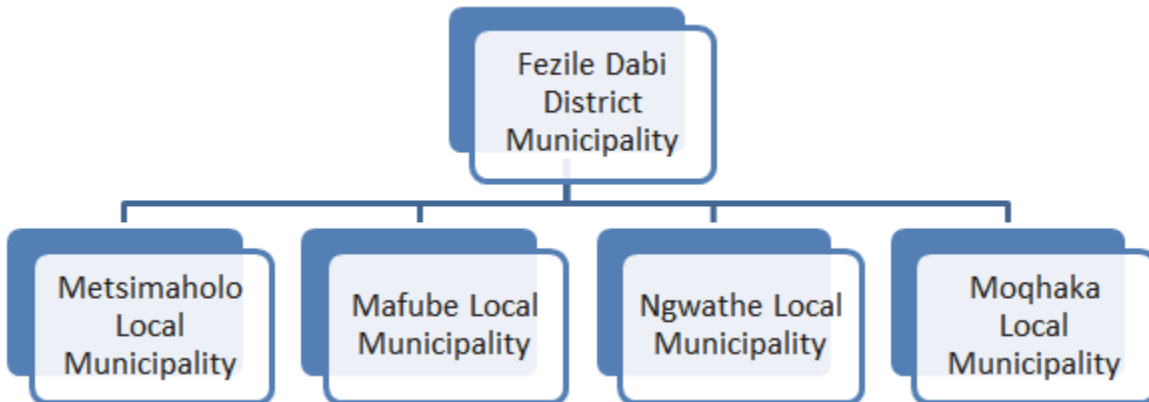 Fezile Dabi
District
Municipality
Metsimaholo
Local
Municipality
Mafube Local
Municipality
Ngwathe Local
Municipality
Moqhaka
Local
Municipality